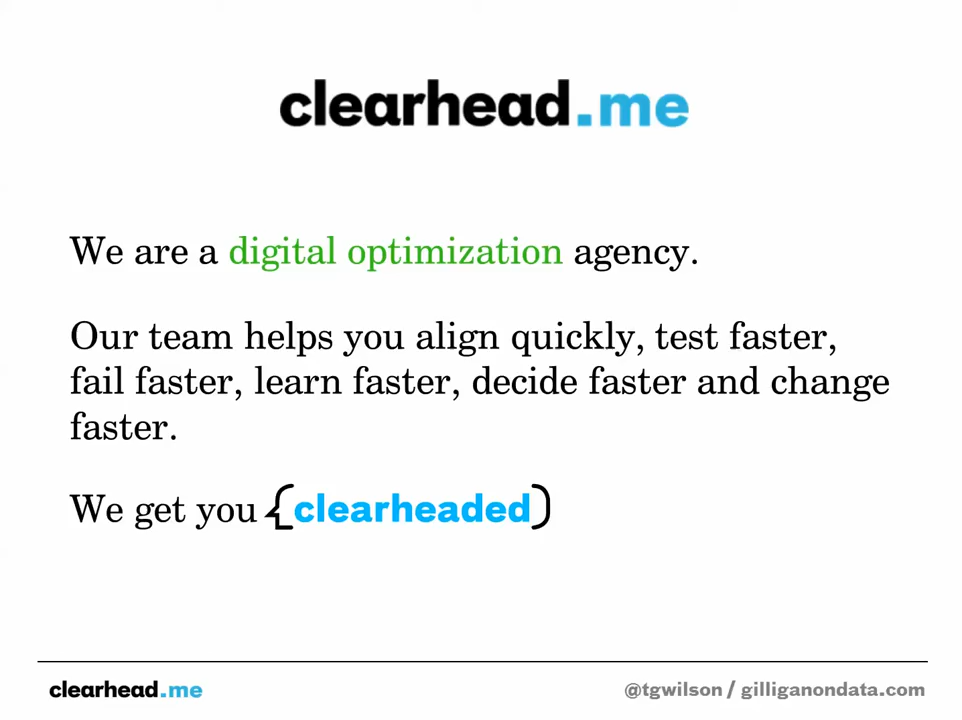 clearhead.me
We are a digital optimization agency.
Our team helps you align quickly, test faster,
fail faster, learn faster, decide faster and change
faster.
We get you {clearheaded)
clearhead.me
@tgwilson / gilliganondata.com